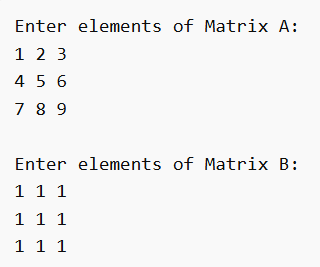 Enter elements of Matrix A:
1 2 3
4 5 6
7 8 9
Enter elements of Matrix B:
1 1 1
1 1 1
1 1 1